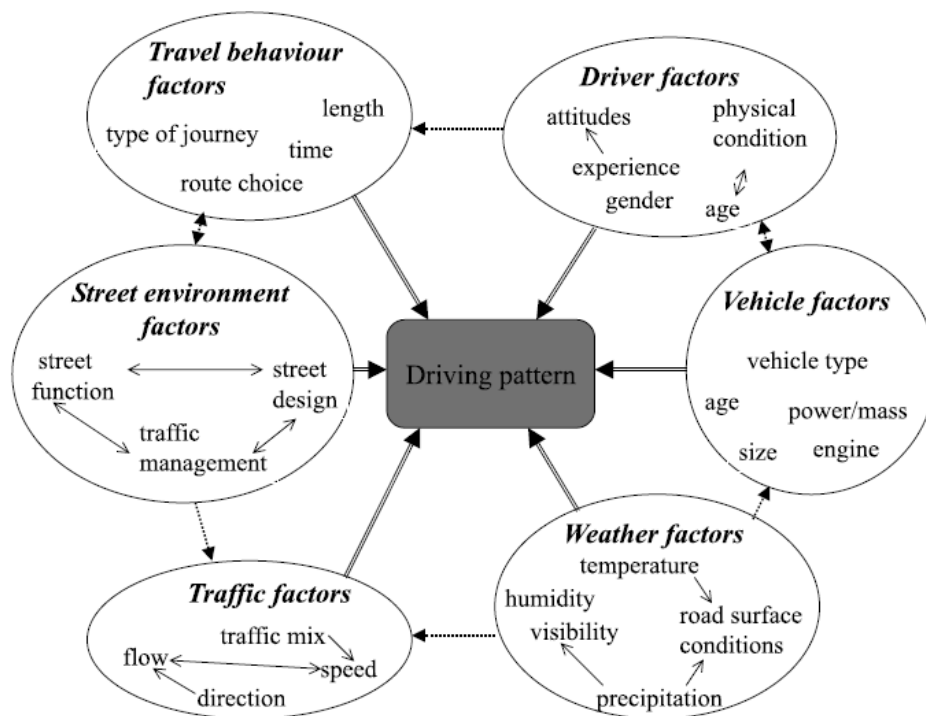 Travel behaviour
factors
length
type of journey
time
route choice
Driver factors
attitudes
physical
condition
experience
gender
age
Street environment
factors
street
function
street
design
traffic
management
Driving pattern
Vehicle factors
vehicle type
age
power/mass
size
engine
Traffic factors
traffic mix
flow
speed
direction
Weather factors
temperature
humidity
road surface
conditions
visibility
precipitation